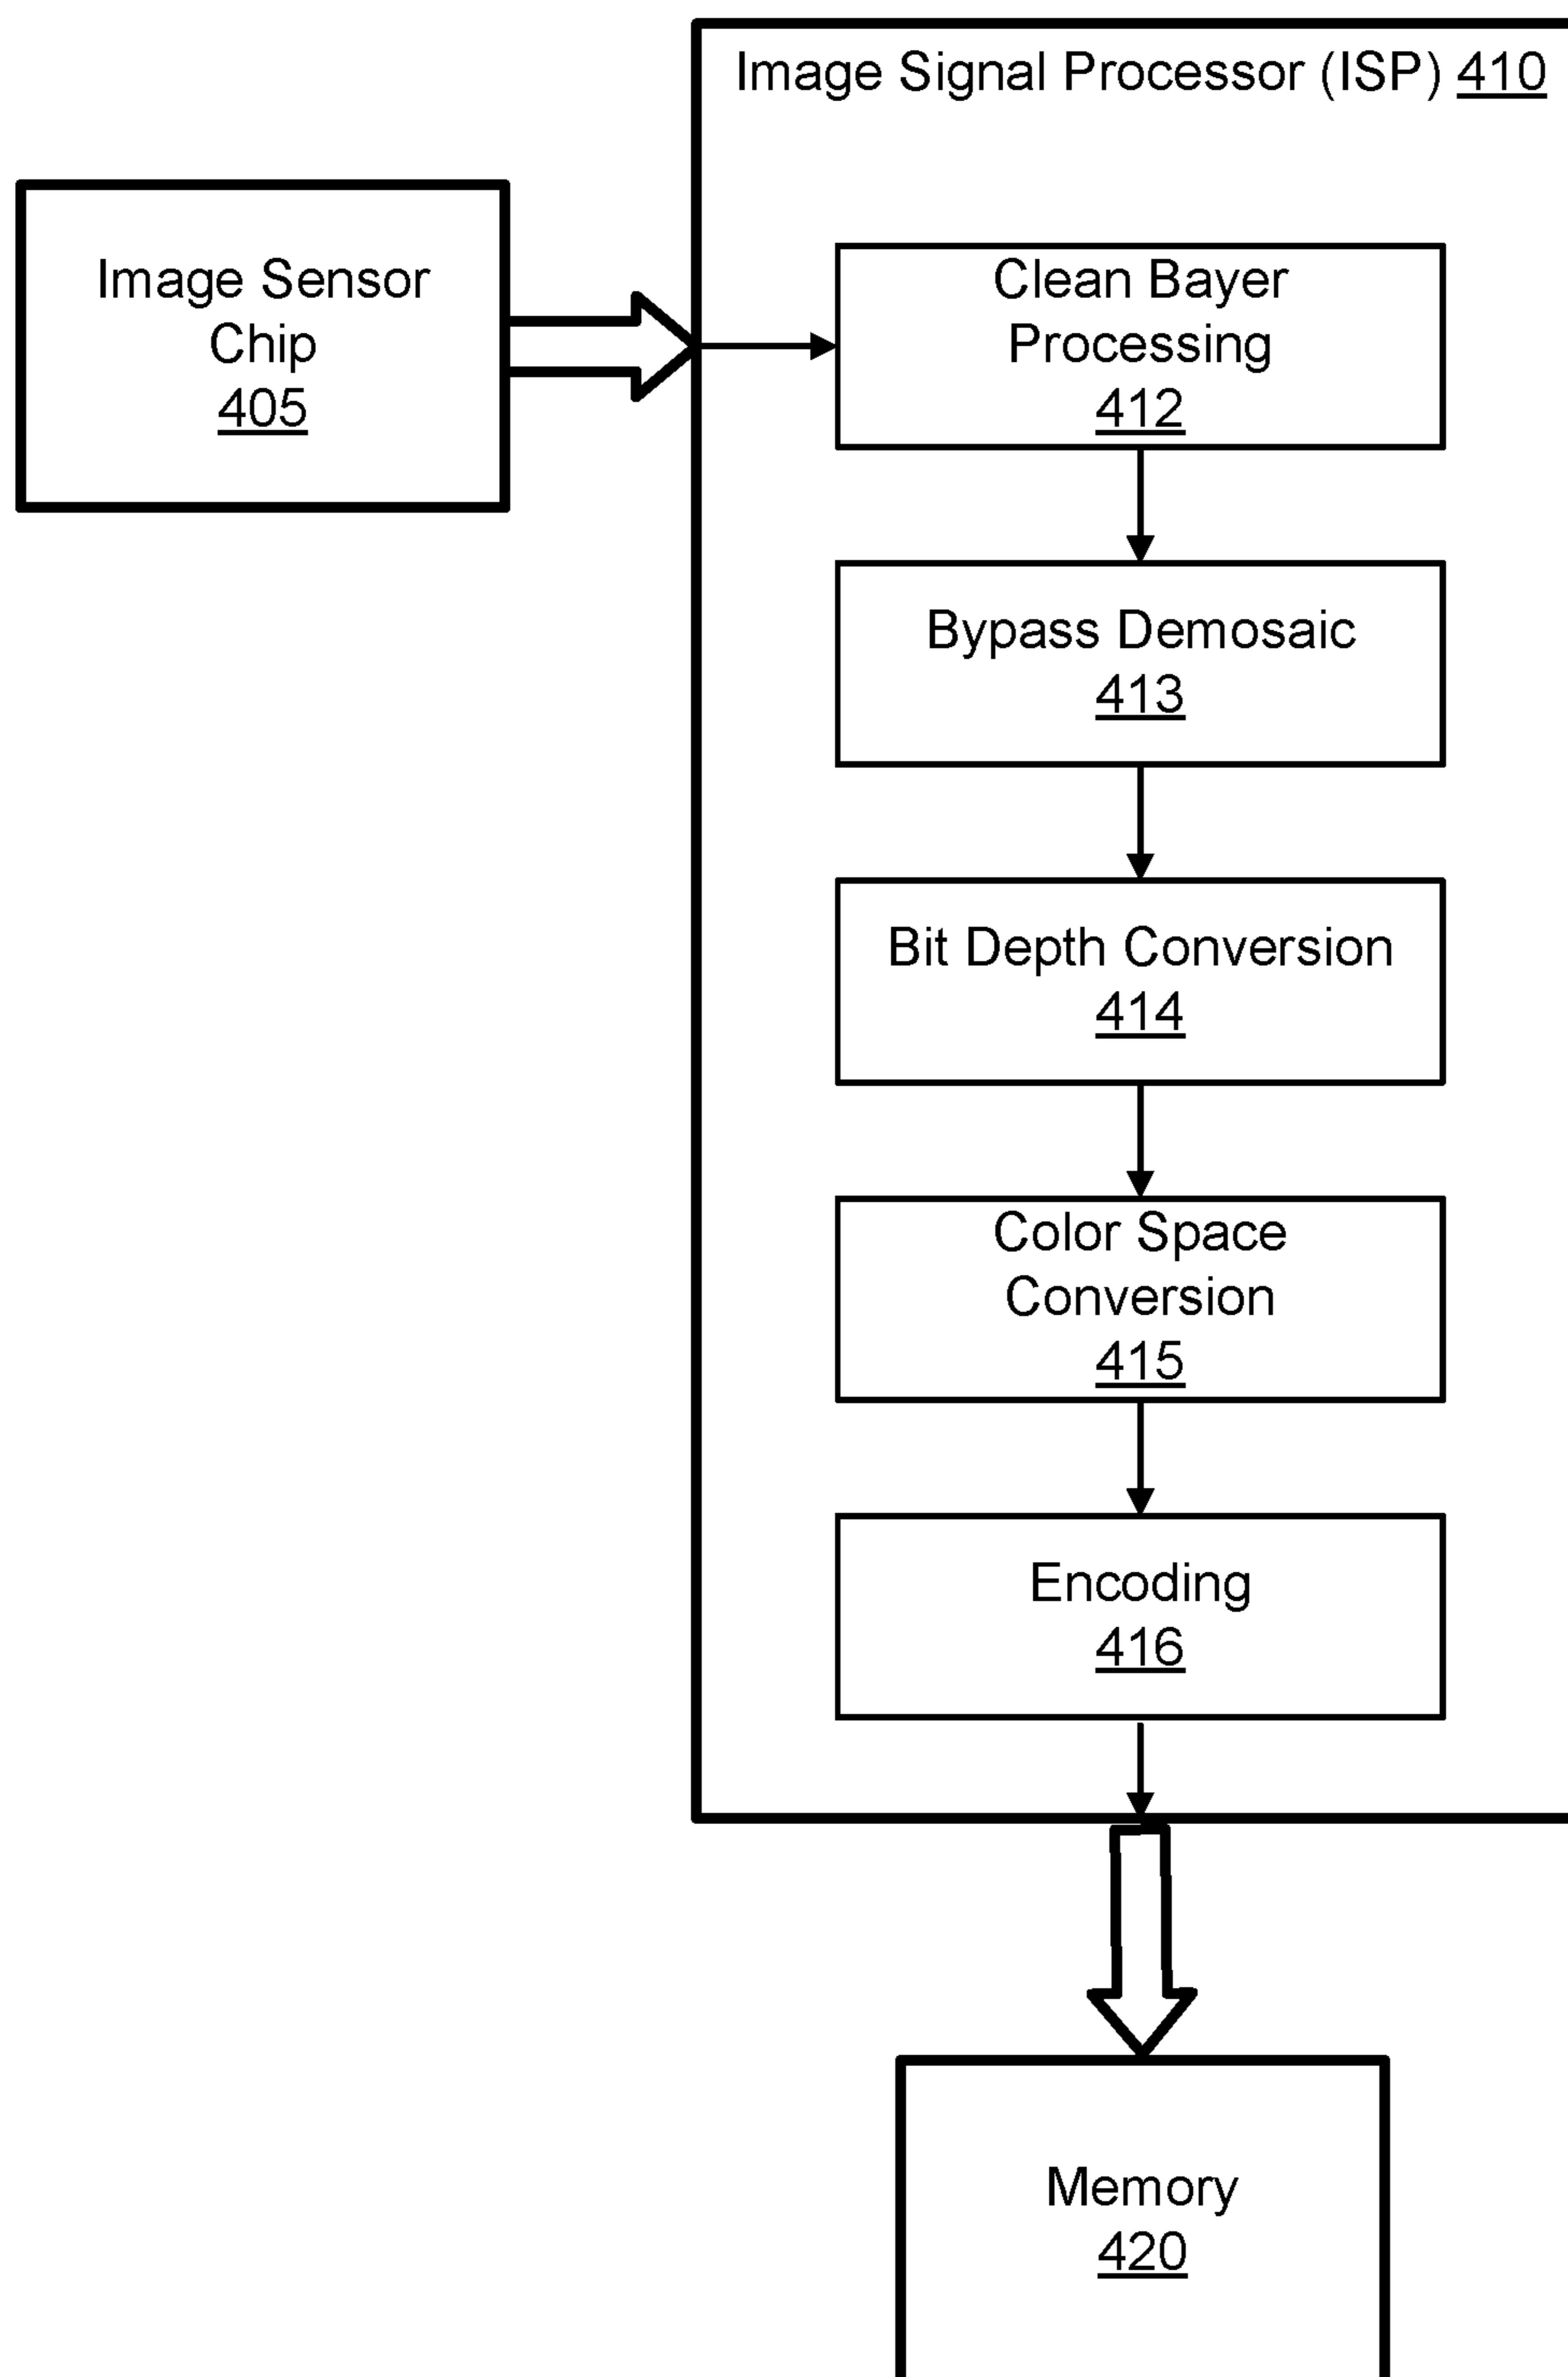 Image Signal Processor (ISP) 410
Image Sensor
Chip
405
Clean Bayer
Processing
412
Bypass Demosaic
413
Bit Depth Conversion
414
Color Space
Conversion
415
Encoding
416
Memory
420